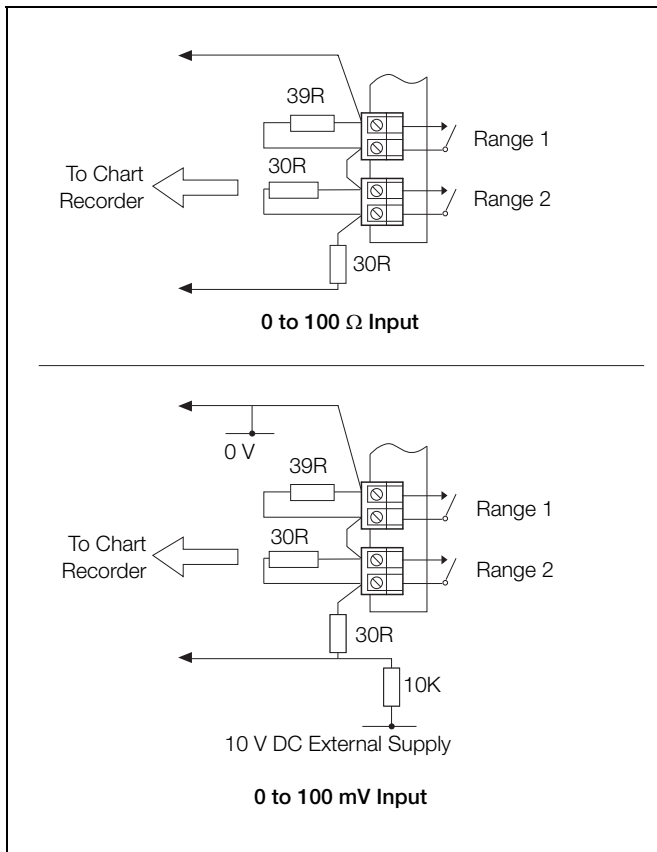 39R
Range 1
To Chart
Recorder
30R
Range 2
30R
0 to 100 Ω Input
0 V
39R
Range 1
To Chart
Recorder
30R
Range 2
30R
10K
10 V DC External Supply
0 to 100 mV Input